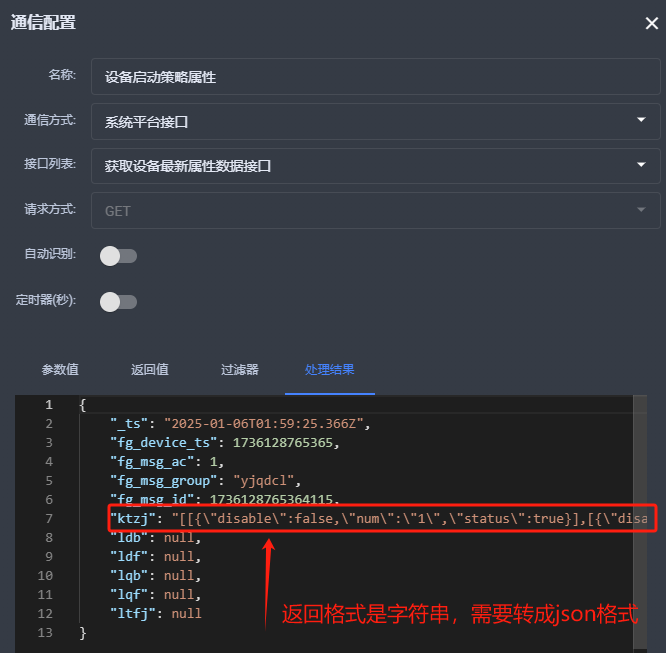 通信配置
名称:
设备启动策略属性
通信方式:
系统平台接口
接口列表:
获取设备最新属性数据接口
请求方式:
GET
自动识别:
定时器(秒):
参数值 返回值 过滤器 处理结果
1 {
2 "_ts": "2025-01-06T01:59:25.366Z",
3 "fg_device_ts": 1736128765365,
4 "fg_msg_ac": 1,
5 "fg_msg_group": "yjqdcl",
6 "fg_msg_id": 1736128765364115,
7 "ktzj": "[[{\"disable\":false,\"num\":\"1\",\"status\":true}],[{\"disa
8 "ldb": null,
9 "ldf": null,
10 "lqb": null,
11 "lqf": null,
12 "ltfj": null
13 }
返回格式是字符串，需要转成json格式